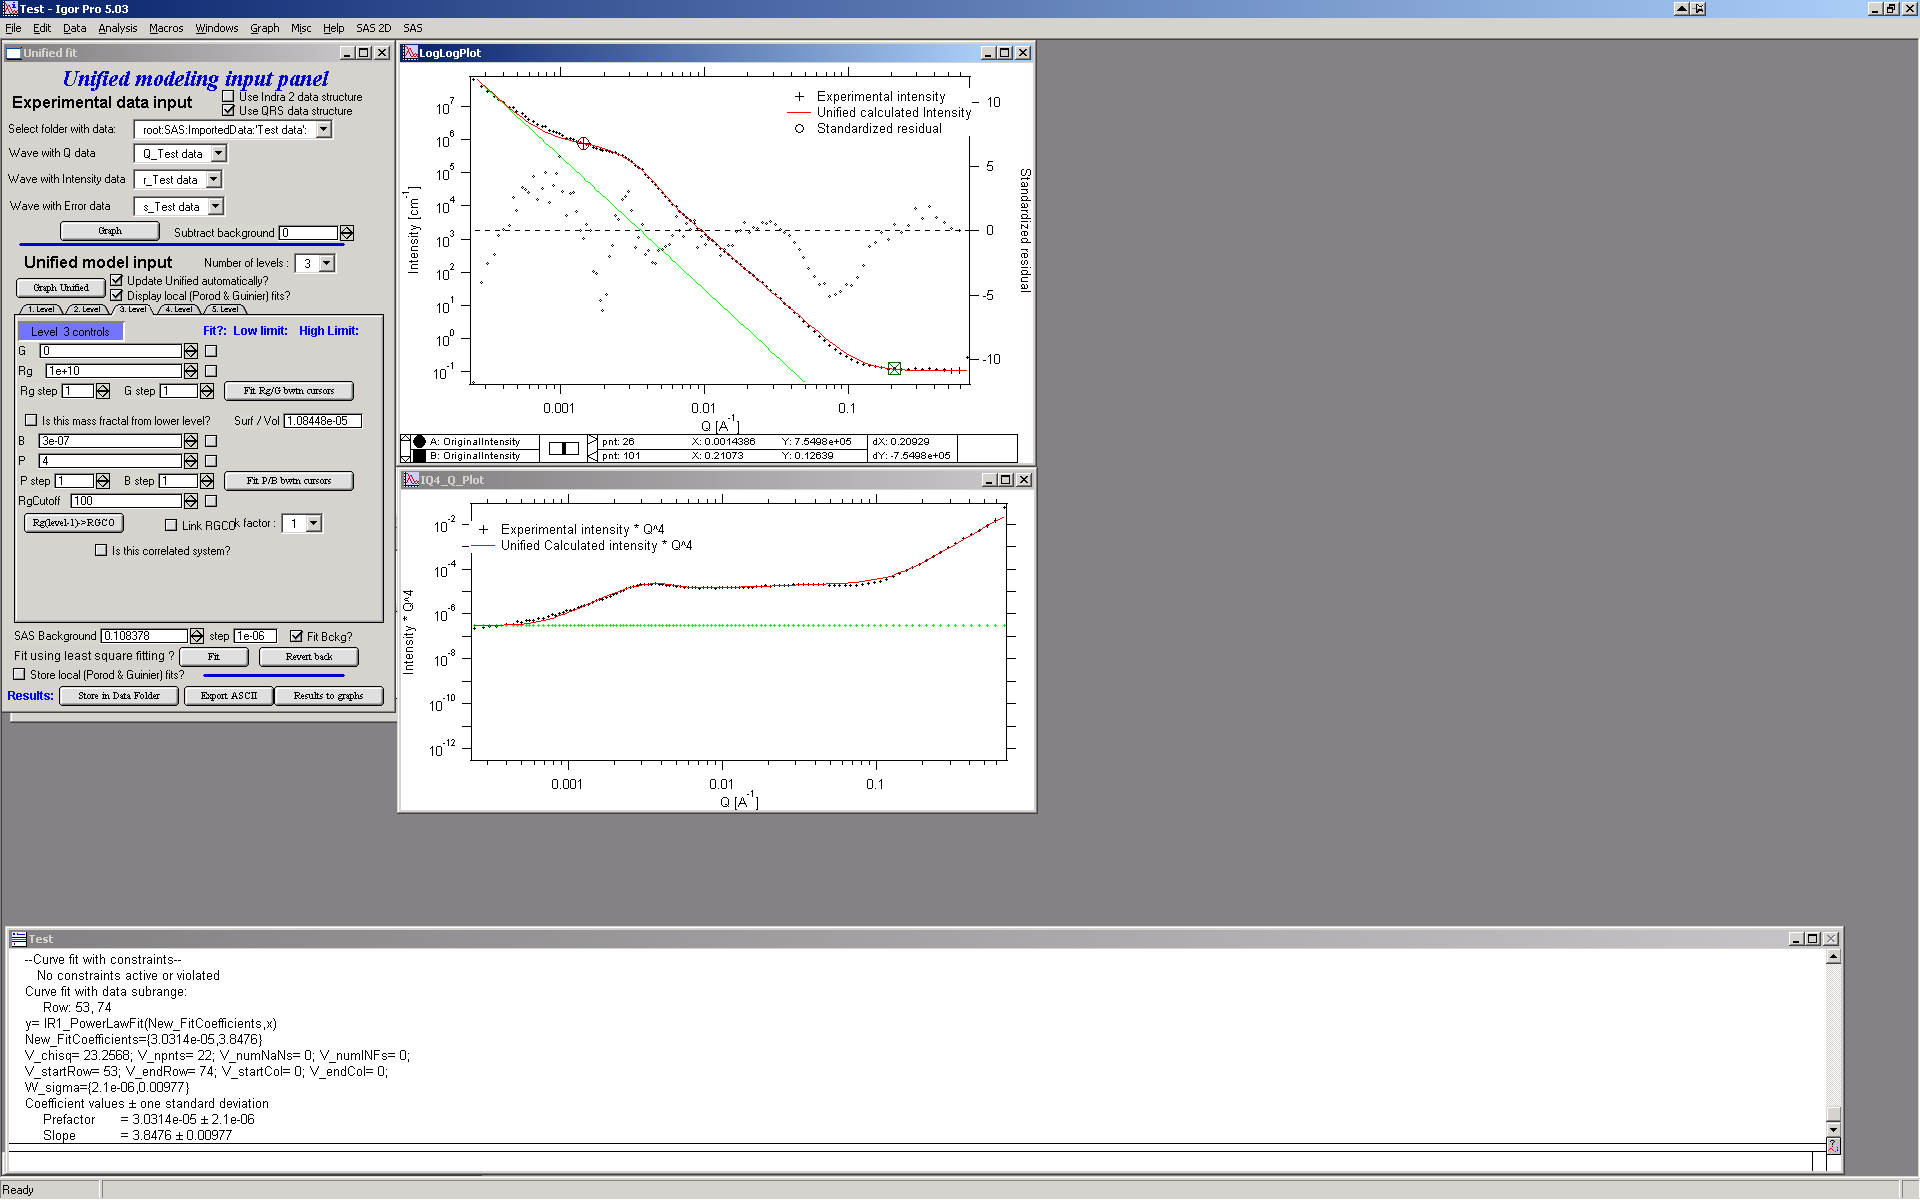 Test - Igor Pro 5.03
File Edit Data Analysis Macros Windows Graph Misc Help SAS 2D SAS
Unified fit
Unified modeling input panel
Experimental data input
Use Indra 2 data structure
Use QRS data structure
Select folder with data: root:SAS:ImportedData:'Test data':
Wave with Q data Q_Test data
Wave with Intensity data r_Test data
Wave with Error data s_Test data
Graph Subtract background 0
Unified model input Number of levels : 3
Graph Unified Update Unified automatically?
Display local (Porod & Guinier) fits?
1. Level 2. Level 3. Level 4. Level 5. Level
Level 3 controls Fit?: Low limit: High Limit:
G 0
Rg 1e+10
Rg step 1 G step 1 Fit Rg/G bwtn cursors
Is this mass fractal from lower level? Surf / Vol 1.08448e-05
B 3e-07
P 4
P step 1 B step 1 Fit P/B bwtn cursors
RgCutoff 100
Rg(level-1)->RGCO Link RGCO k factor : 1
Is this correlated system?
SAS Background 0.108378 step 1e-06 Fit Bckg?
Fit using least square fitting ? Fit Revert back
Store local (Porod & Guinier) fits?
Results: Store in Data Folder Export ASCII Results to graphs
LogLogPlot
Experimental intensity
Unified calculated Intensity
Standardized residual
Intensity [cm-1]
10^7
10^6
10^5
10^4
10^3
10^2
10^1
10^0
10^-1
10
5
0
-5
-10
Standardized residual
0.001 0.01 0.1
Q [A-1]
A: OriginalIntensity pnt: 26 X: 0.0014386 Y: 7.5498e+05 dX: 0.20929
B: OriginalIntensity pnt: 101 X: 0.21073 Y: 0.12639 dY: -7.5498e+05
IQ4_Q_Plot
Experimental intensity * Q^4
Unified Calculated intensity * Q^4
Intensity * Q^4
10^-2
10^-4
10^-6
10^-8
10^-10
10^-12
0.001 0.01 0.1
Q [A-1]
Test
--Curve fit with constraints--
No constraints active or violated
Curve fit with data subrange:
Row: 53, 74
y= IR1_PowerLawFit(New_FitCoefficients,x)
New_FitCoefficients={3.0314e-05,3.8476}
V_chisq= 23.2568; V_npnts= 22; V_numNaNs= 0; V_numINFs= 0;
V_startRow= 53; V_endRow= 74; V_startCol= 0; V_endCol= 0;
W_sigma={2.1e-06,0.00977}
Coefficient values ± one standard deviation
Prefactor = 3.0314e-05 ± 2.1e-06
Slope = 3.8476 ± 0.00977
Ready